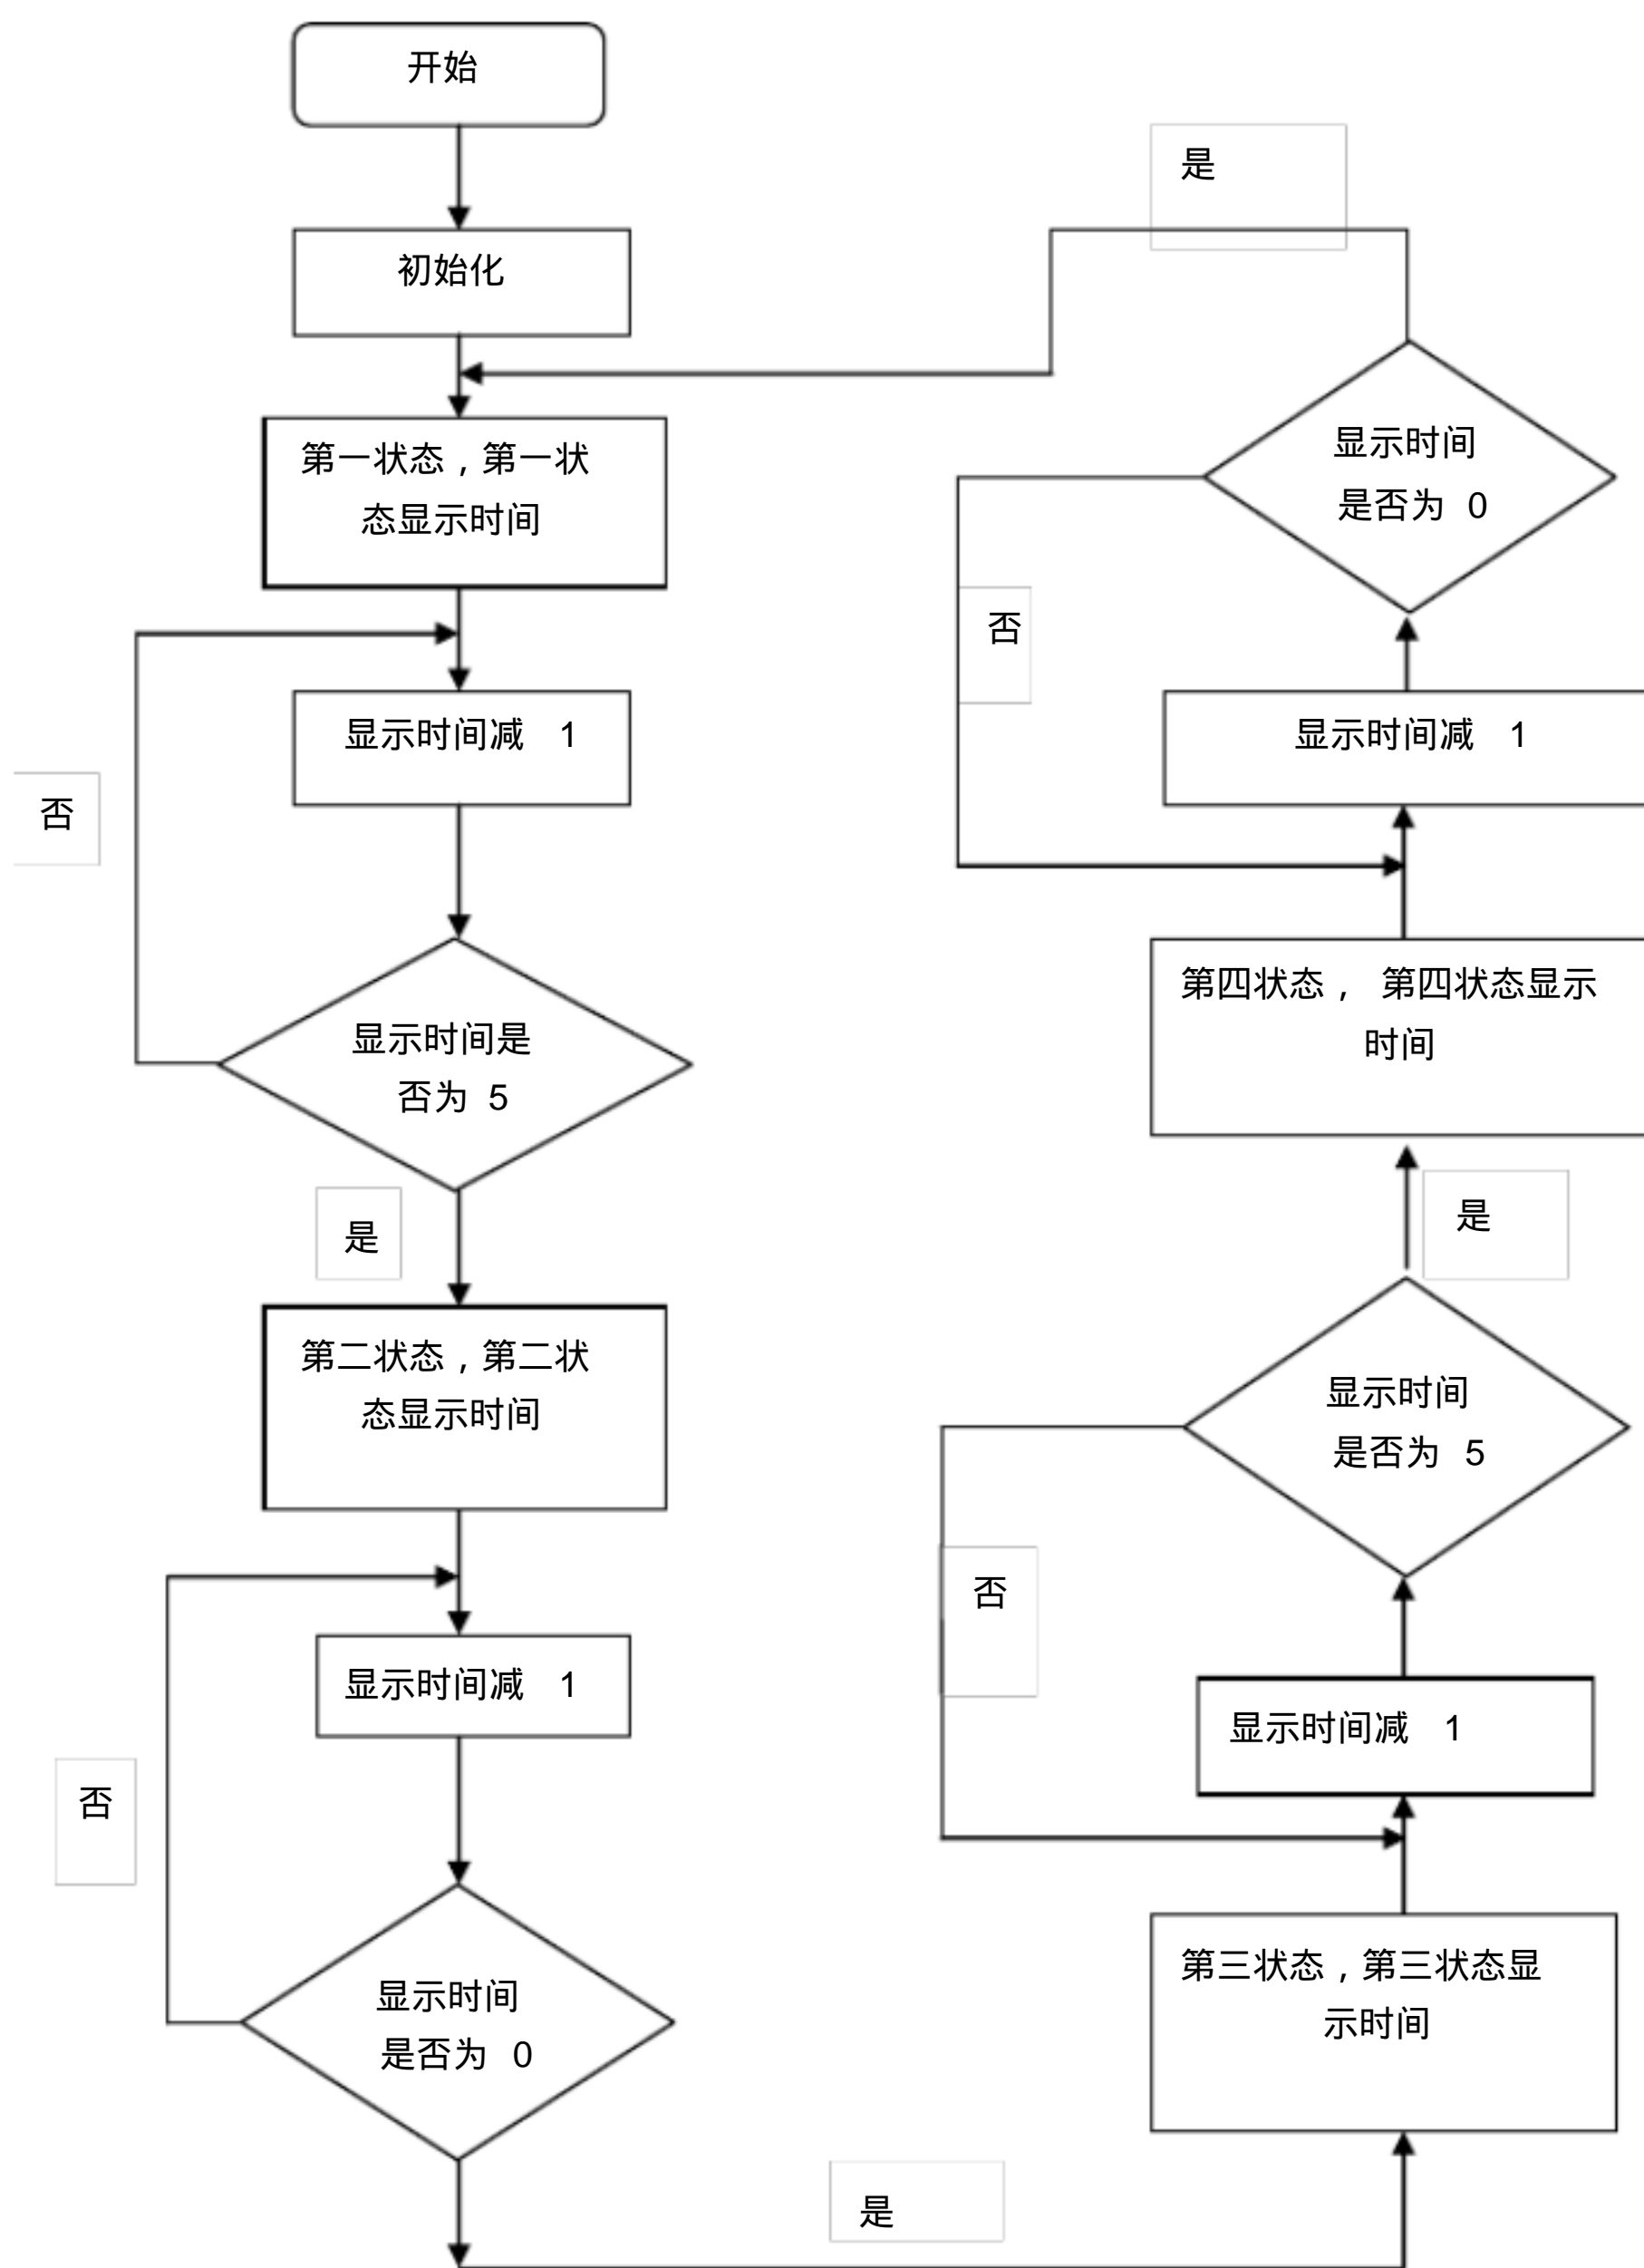 开始
初始化
第一状态，第一状
态显示时间
显示时间减 1
否
显示时间是
否为 5
是
第二状态，第二状
态显示时间
显示时间减 1
否
显示时间
是否为 0
是
第三状态，第三状态显
示时间
显示时间减 1
否
显示时间
是否为 5
是
第四状态， 第四状态显示
时间
显示时间减 1
否
显示时间
是否为 0
是